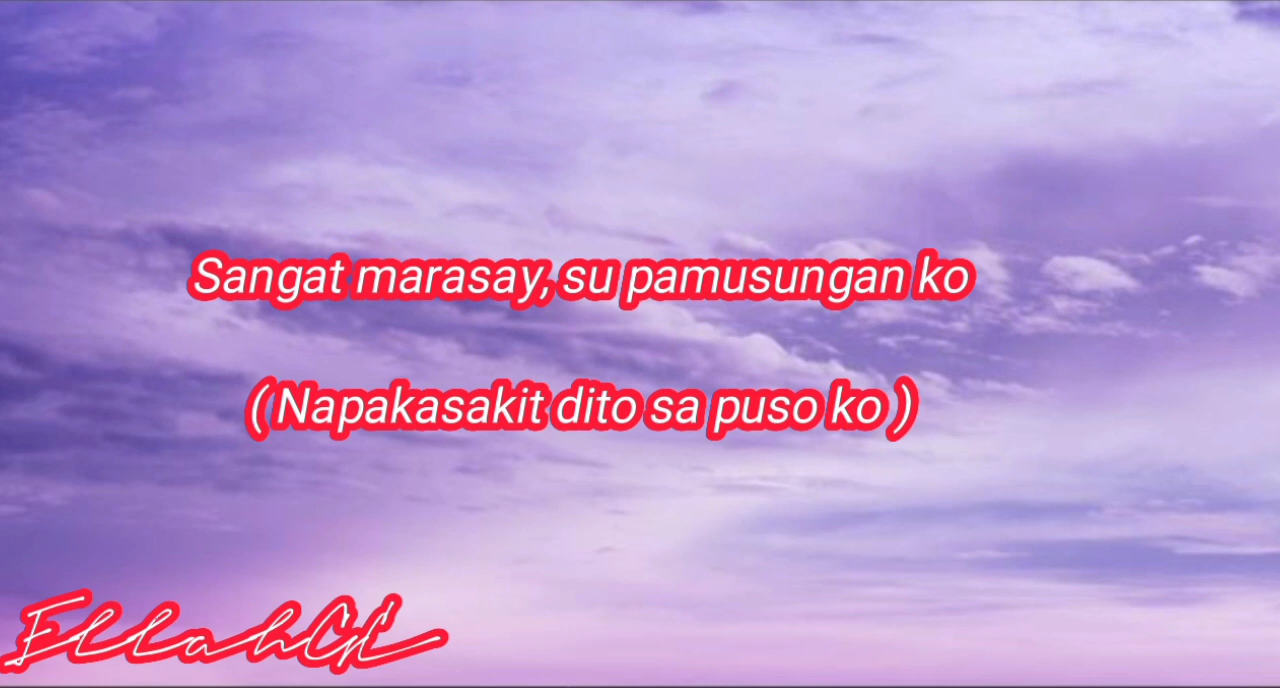 Sangat marasay, su pamusungan ko
( Napakasakit dito sa puso ko )